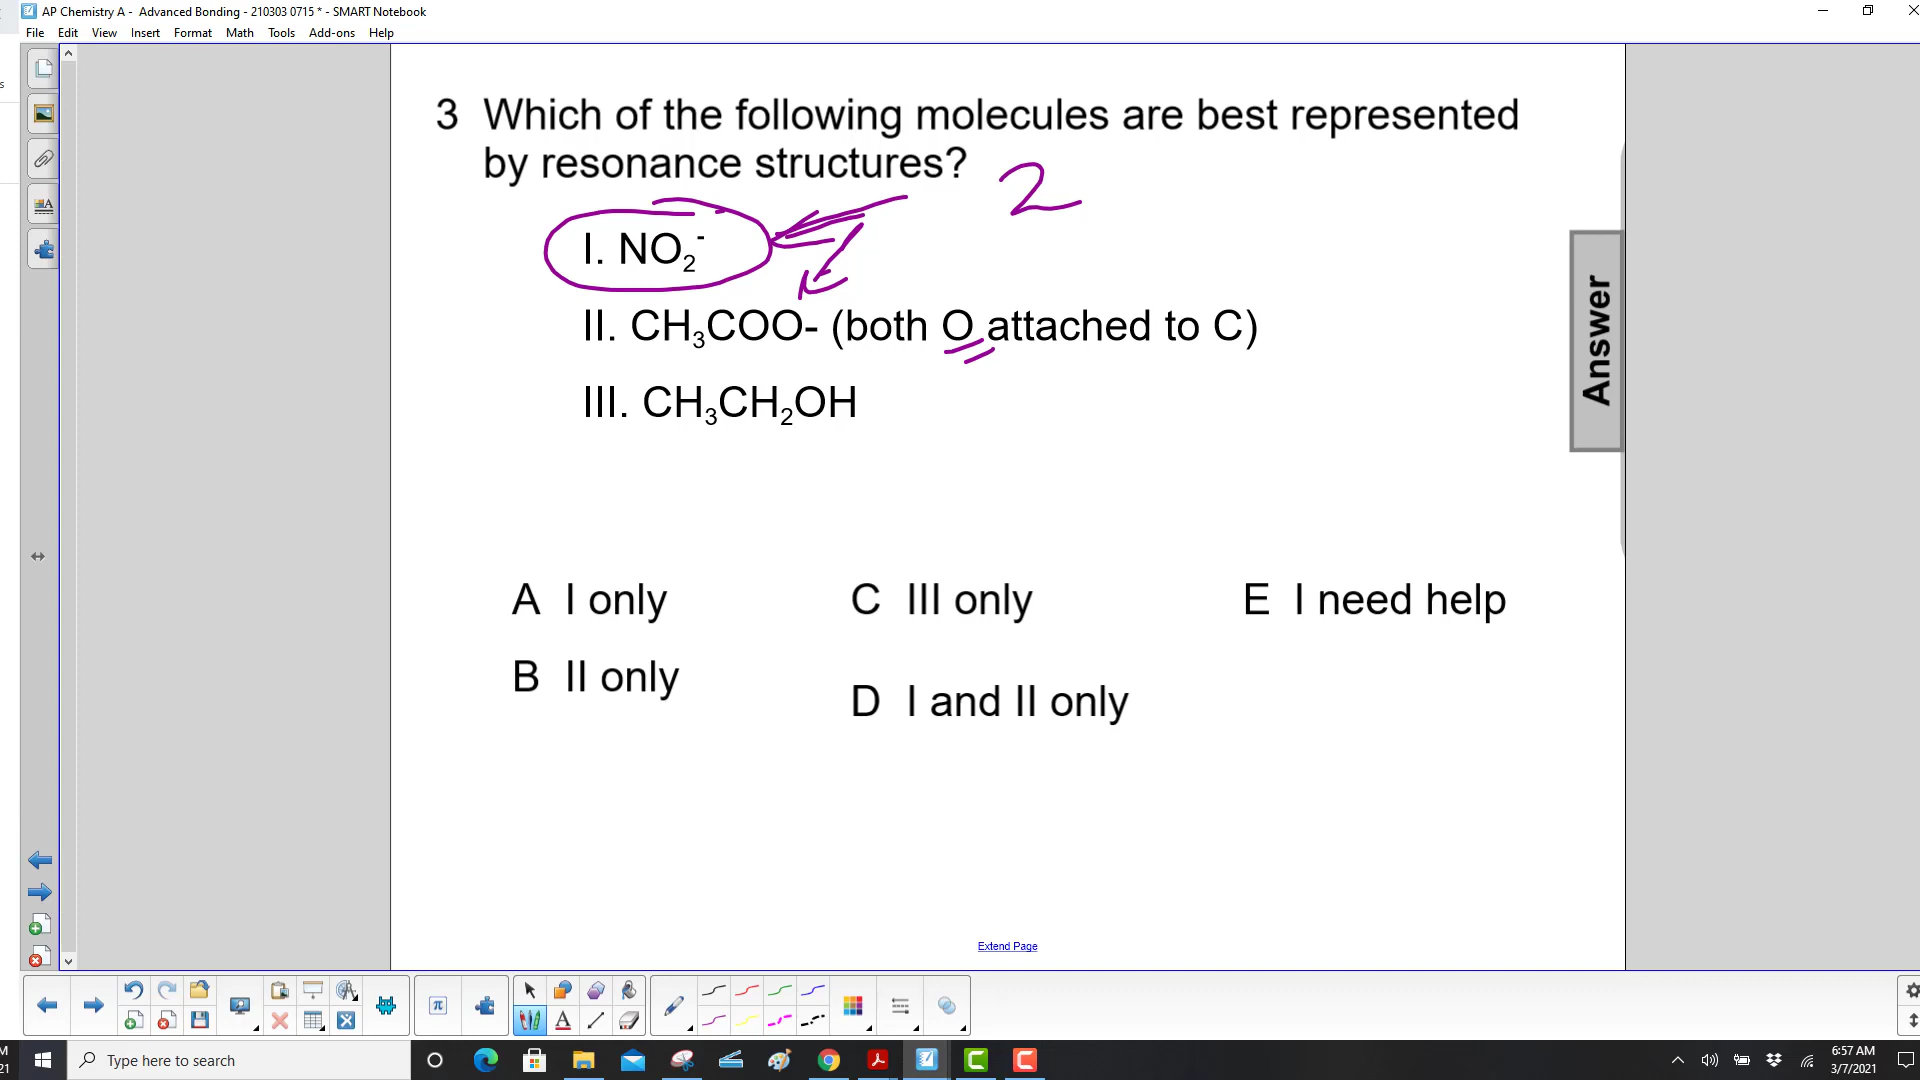 AP Chemistry A -  Advanced Bonding - 210303 0715 * - SMART Notebook
File Edit View Insert Format Math Tools Add-ons Help
3 Which of the following molecules are best represented
by resonance structures?
2
I. NO₂⁻
II. CH₃COO- (both O attached to C)
III. CH₃CH₂OH
Answer
A I only
C III only
E I need help
B II only
D I and II only
Extend Page
Type here to search
6:57 AM
3/7/2021